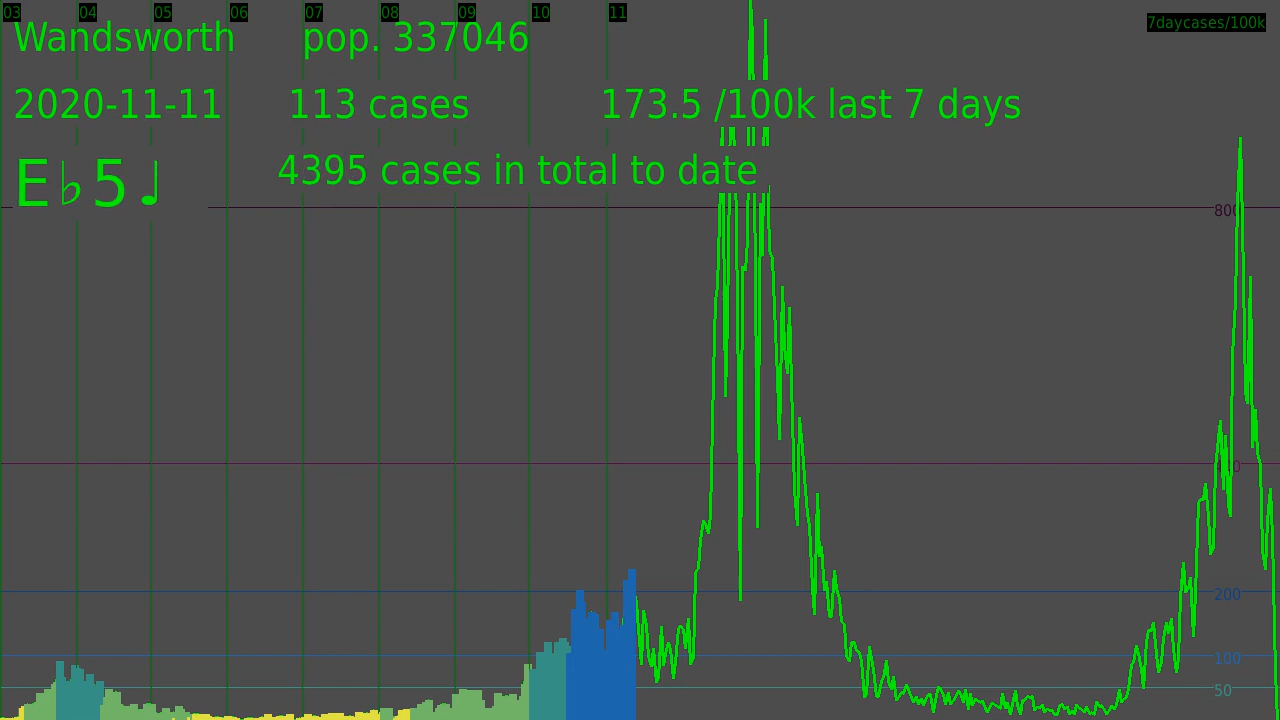 03 04 05 06 07 08 09 10 11
7daycases/100k
Wandsworth pop. 337046
2020-11-11 113 cases 173.5 /100k last 7 days
E♭5♩ 4395 cases in total to date
800
200
100
50